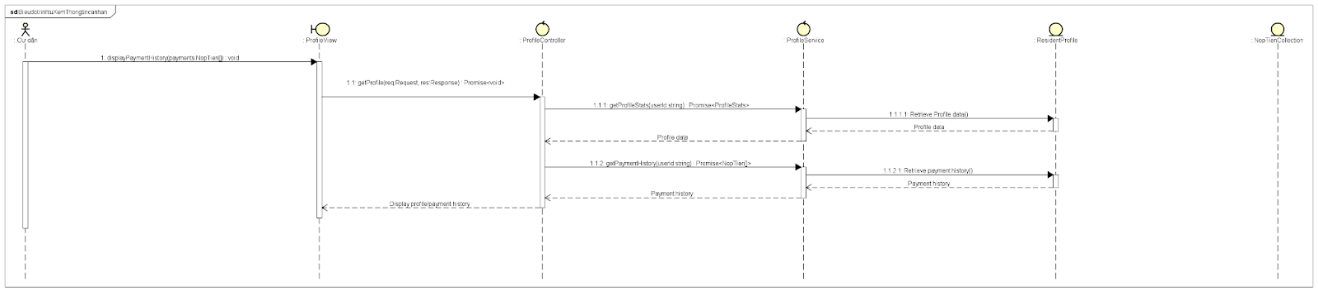 sd
: Cư dân
: ProfileView
: ProfileController
: ProfileService
: ResidentProfile
: NopTienCollection
1: displayPaymentHistory(payments:NopTien[]) : void
1.1: getProfile(req:Request, res:Response) : Promise<void>
1.1.1: getProfileStats(userId:string) : Promise<ProfileStats>
1.1.1.1: Retrieve Profile data()
Profile data
Profile data
1.1.2: getPaymentHistory(userId:string) : Promise<NopTien[]>
1.1.2.1: Retrieve payment history()
Payment history
Payment history
Display profile/payment history